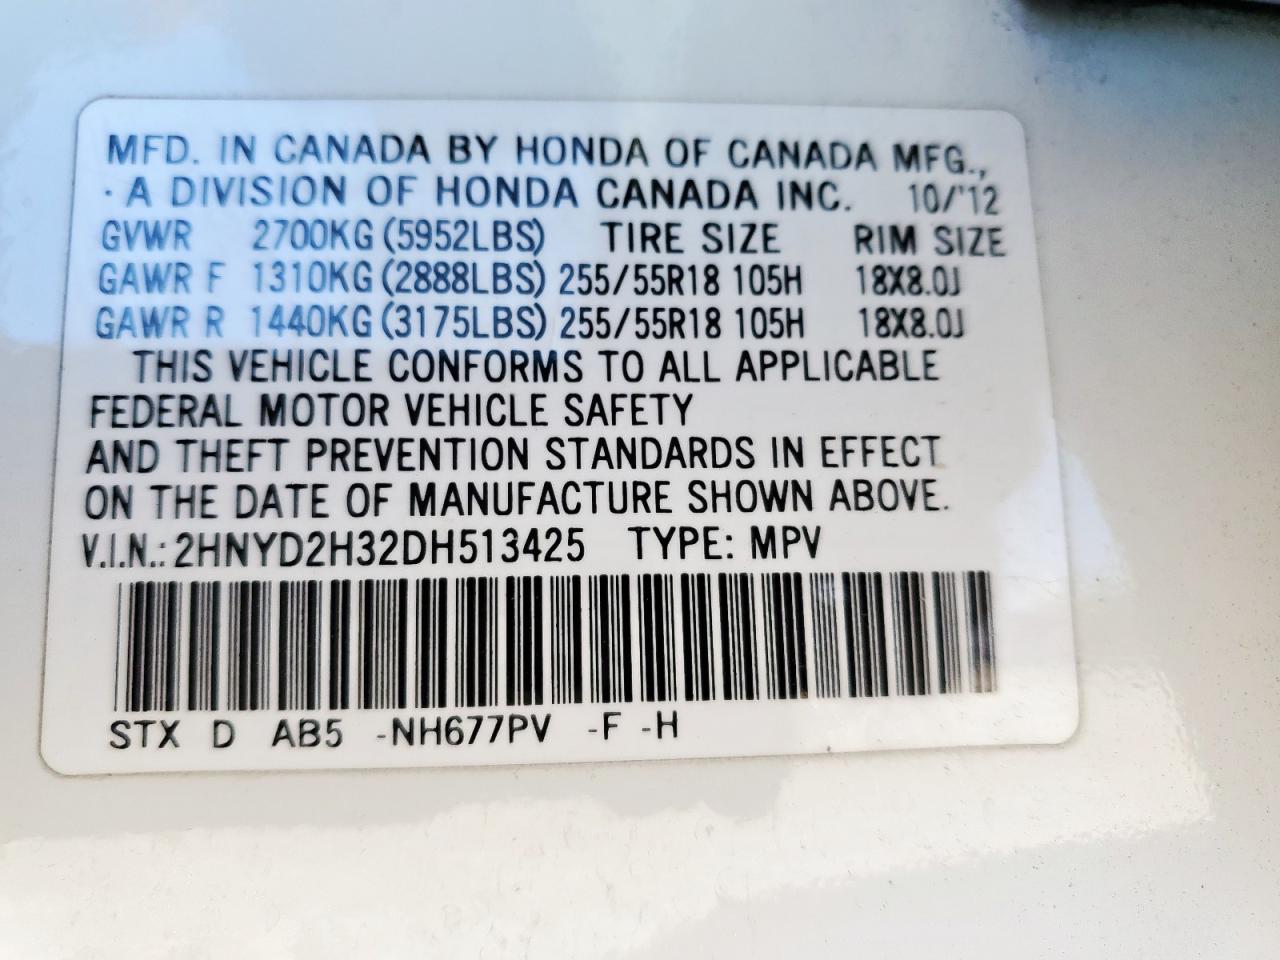 MFD. IN CANADA BY HONDA OF CANADA MFG.,
· A DIVISION OF HONDA CANADA INC. 10/'12
GVWR 2700KG (5952LBS) TIRE SIZE RIM SIZE
GAWR F 1310KG (2888LBS) 255/55R18 105H 18X8.0J
GAWR R 1440KG (3175LBS) 255/55R18 105H 18X8.0J
THIS VEHICLE CONFORMS TO ALL APPLICABLE
FEDERAL MOTOR VEHICLE SAFETY
AND THEFT PREVENTION STANDARDS IN EFFECT
ON THE DATE OF MANUFACTURE SHOWN ABOVE.
V.I.N.: 2HNYD2H32DH513425 TYPE: MPV
STX D AB5 -NH677PV -F -H